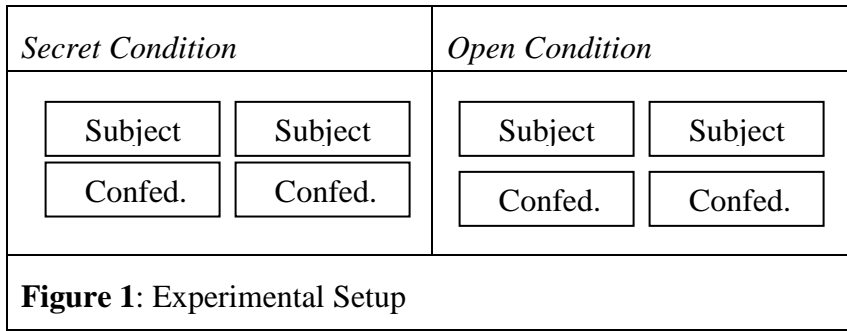 Secret Condition Open Condition
Subject Subject Subject Subject
Confed. Confed. Confed. Confed.
Figure 1: Experimental Setup